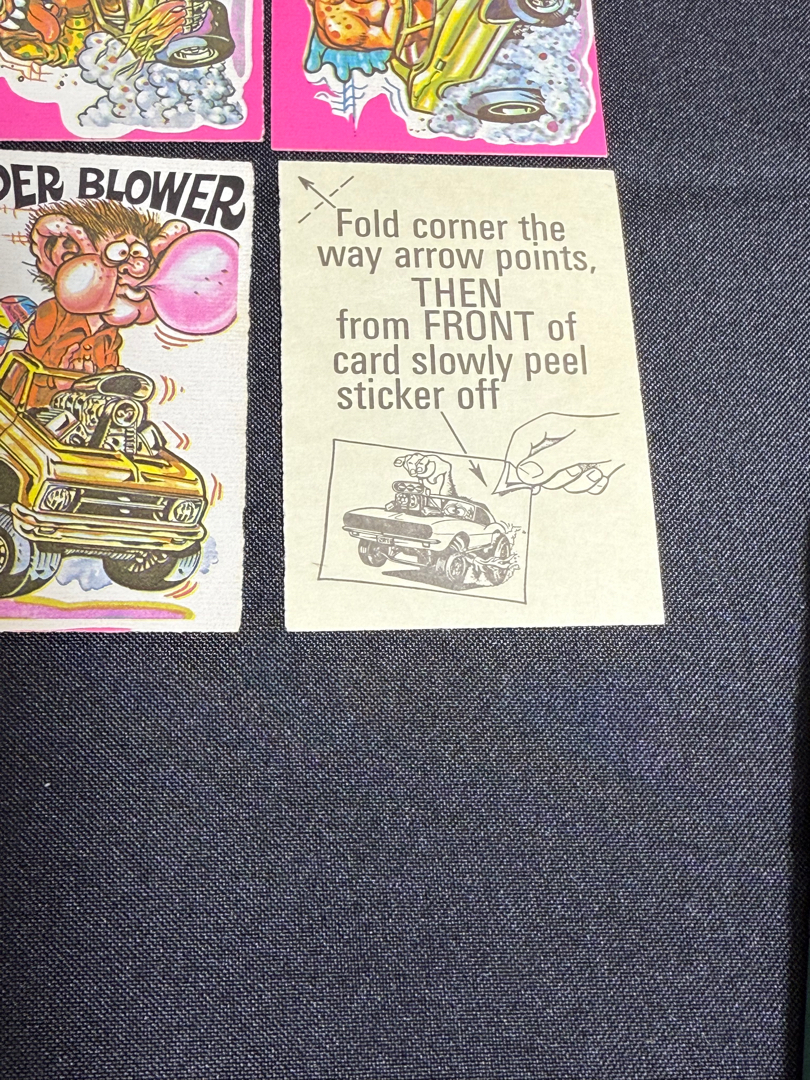 DER BLOWER
Fold corner the
way arrow points,
THEN
from FRONT of
card slowly peel
sticker off